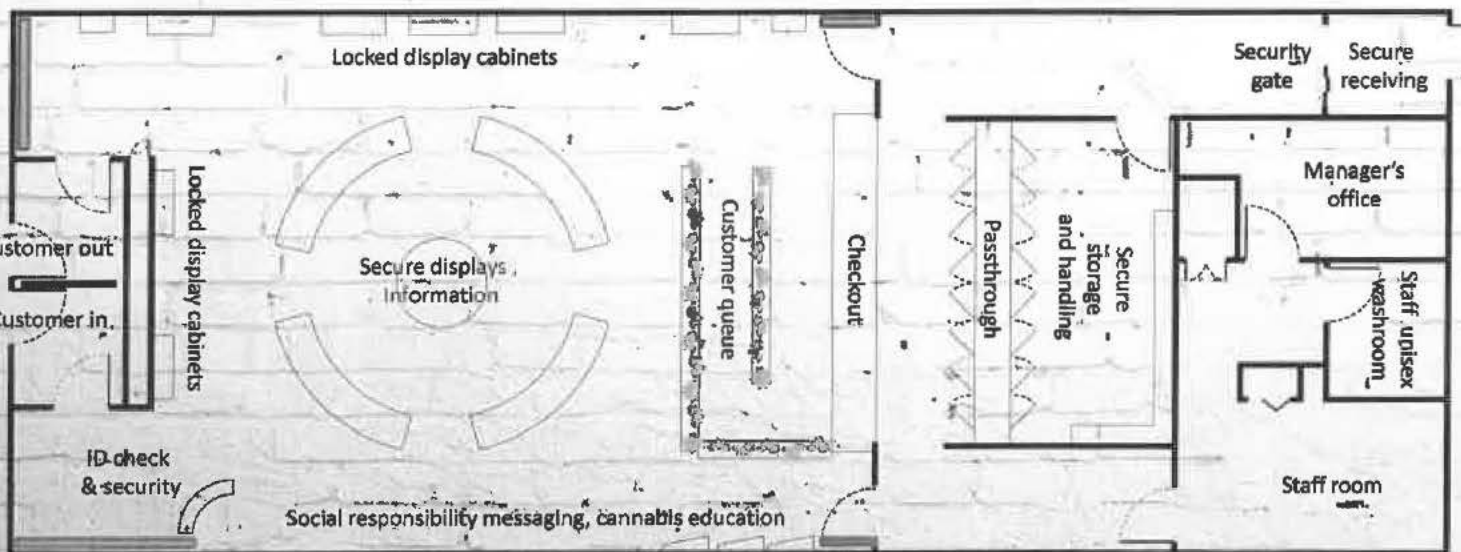 Locked display cabinets
Security
gate
Secure
receiving
Manager's
office
Locked display cabinets
ustomer out
Customer in
Secure displays
Information
Customer queue
Checkout
Passthrough
Secure
storage
and handling
Staff unisex
washroom
ID check
& security
Social responsibility messaging, cannabis education
Staff room